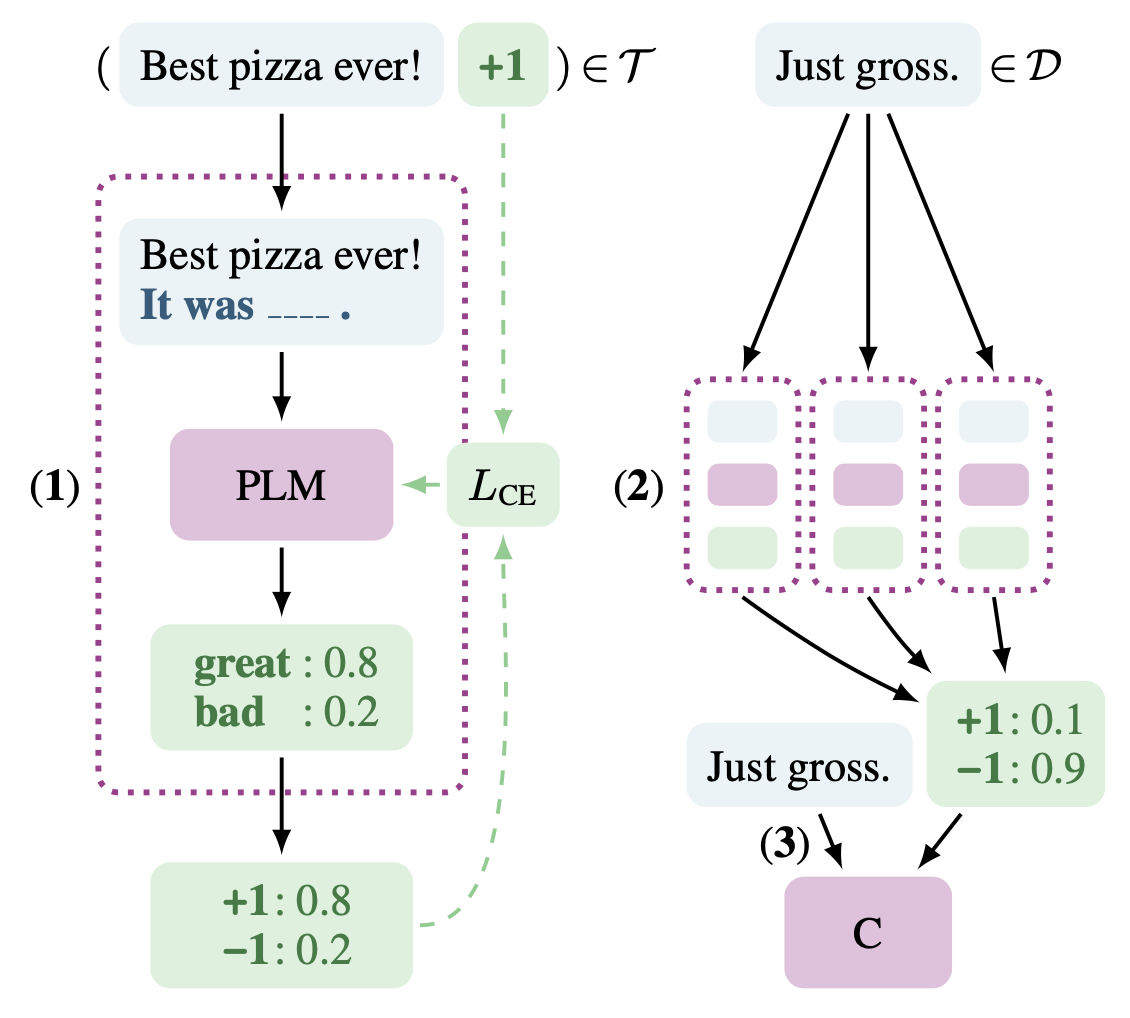 ( Best pizza ever! +1 ) ∈ 𝒯
Best pizza ever!
It was ____ .
(1)
PLM
L_CE
great : 0.8
bad : 0.2
+1: 0.8
−1: 0.2
Just gross. ∈ 𝒟
(2)
+1: 0.1
−1: 0.9
Just gross.
(3)
C